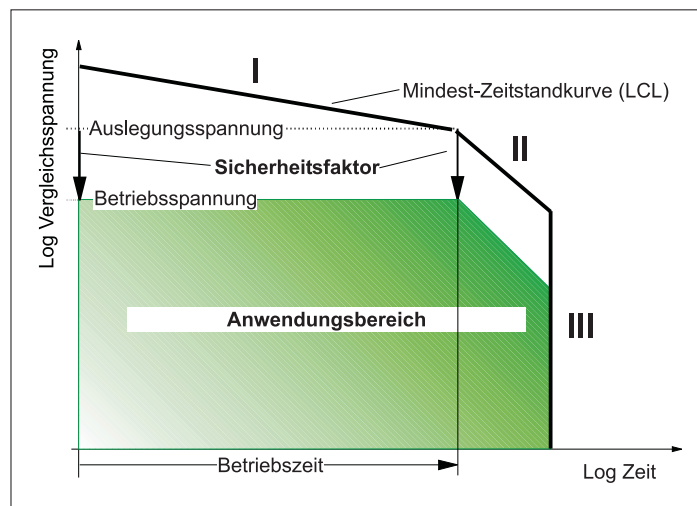 I
Mindest-Zeitstandkurve (LCL)
Auslegungsspannung
II
Sicherheitsfaktor
Betriebsspannung
Log Vergleichsspannung
Anwendungsbereich
III
Betriebszeit
Log Zeit